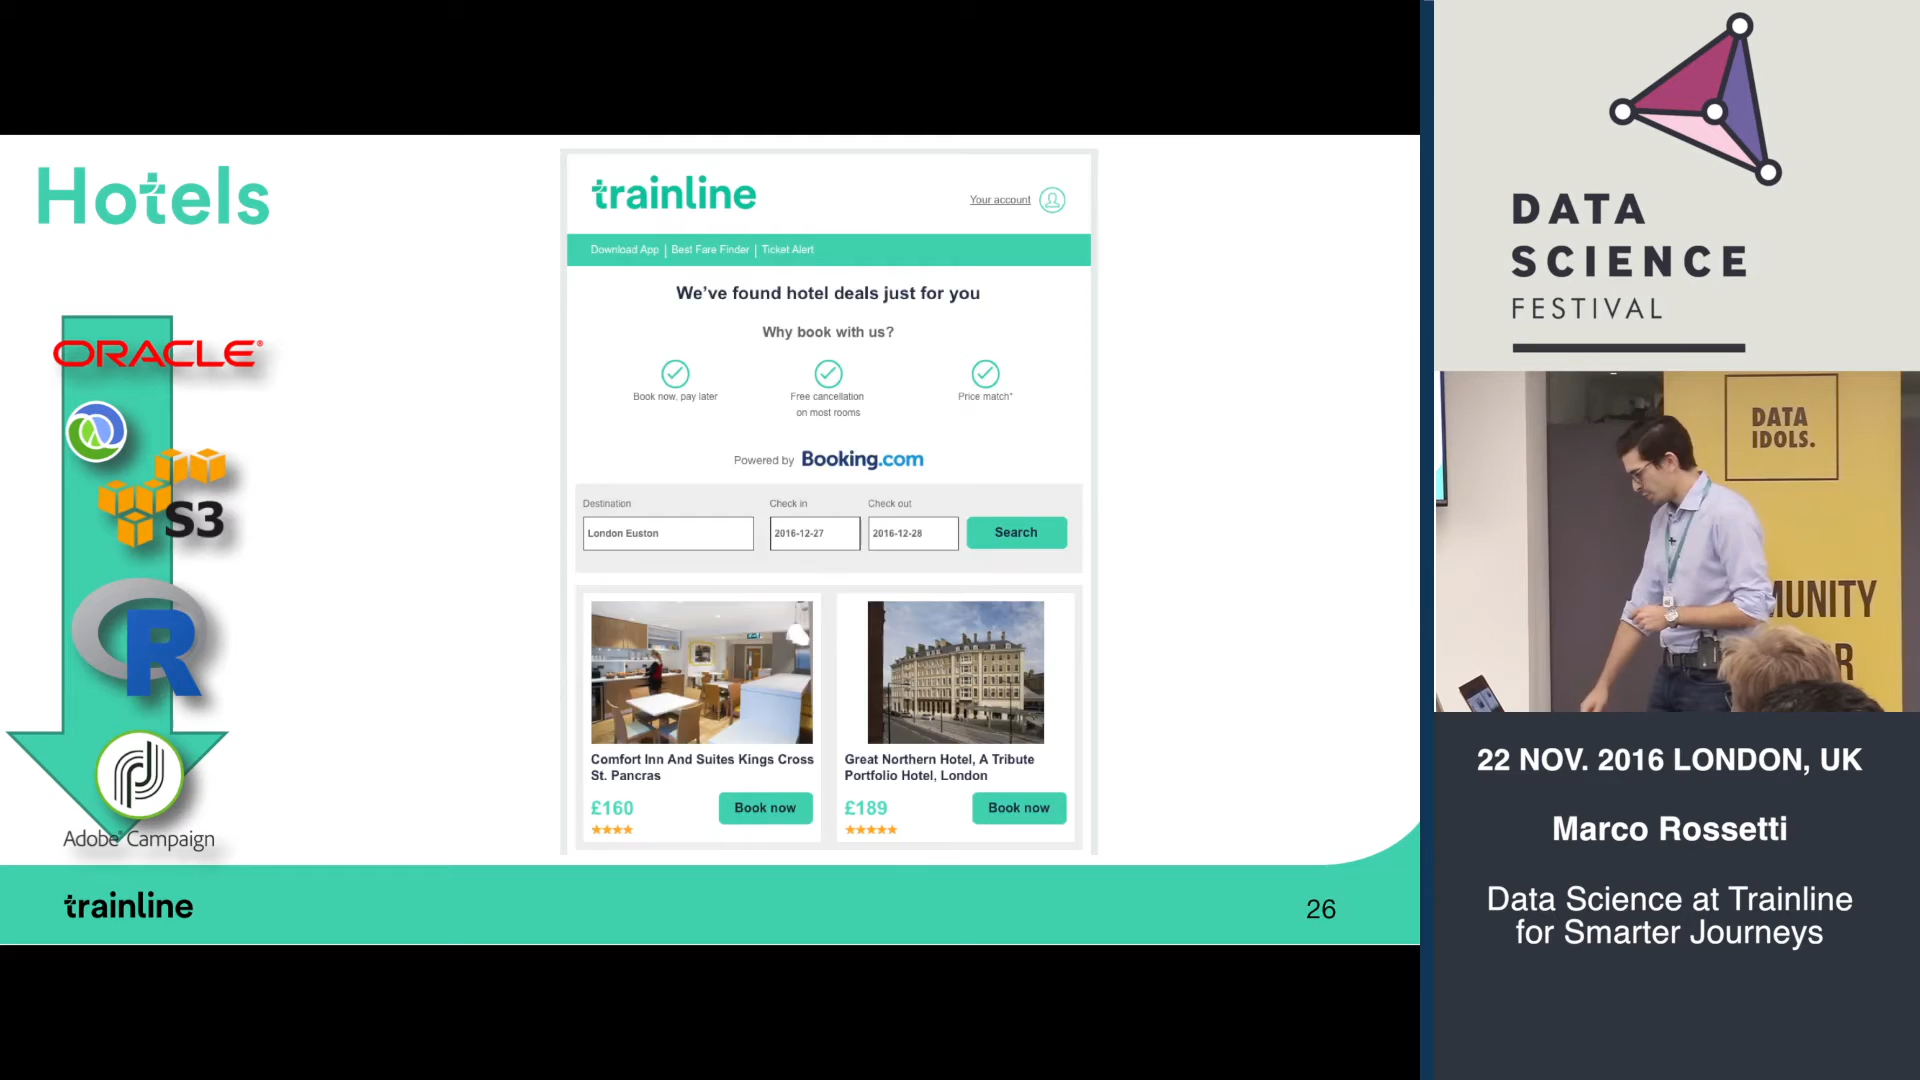 Hotels
ORACLE
S3
R
Adobe Campaign
trainline
Your account
Download App | Best Fare Finder | Ticket Alert
We've found hotel deals just for you
Why book with us?
Book now, pay later
Free cancellation
on most rooms
Price match*
Powered by Booking.com
Destination
Check in
Check out
London Euston
2016-12-27
2016-12-28
Search
Comfort Inn And Suites Kings Cross
St. Pancras
£160
Book now
Great Northern Hotel, A Tribute
Portfolio Hotel, London
£189
Book now
trainline
26
DATA
SCIENCE
FESTIVAL
DATA
IDOLS.
MUNITY
R
22 NOV. 2016 LONDON, UK
Marco Rossetti
Data Science at Trainline
for Smarter Journeys